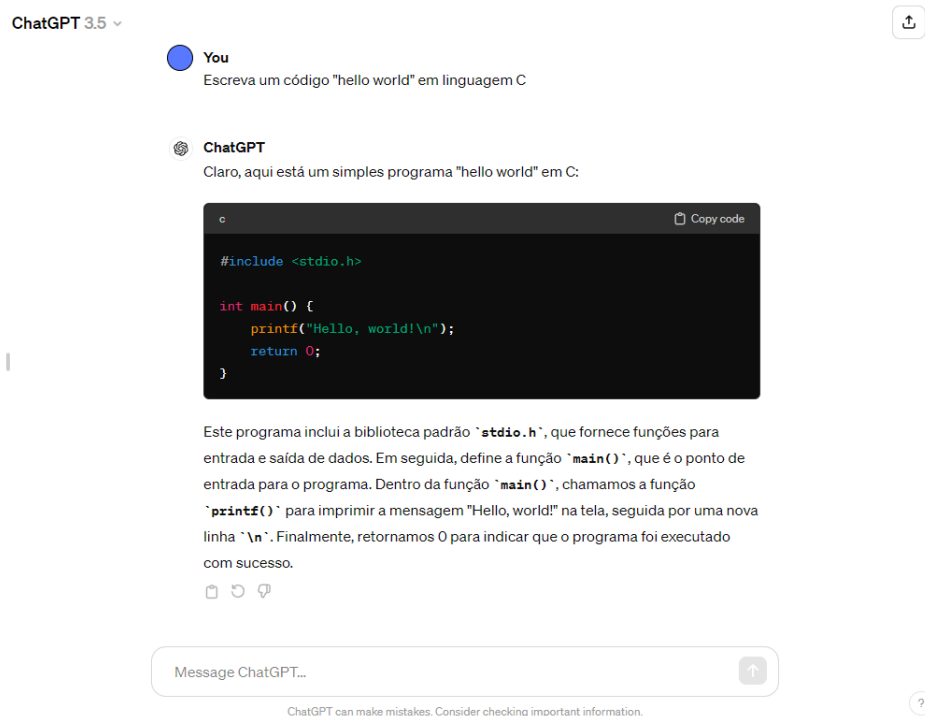 ChatGPT 3.5
You
Escreva um código "hello world" em linguagem C
ChatGPT
Claro, aqui está um simples programa "hello world" em C:
c
Copy code
#include <stdio.h>
int main() {
    printf("Hello, world!\n");
    return 0;
}
Este programa inclui a biblioteca padrão `stdio.h`, que fornece funções para
entrada e saída de dados. Em seguida, define a função `main()`, que é o ponto de
entrada para o programa. Dentro da função `main()`, chamamos a função
`printf()` para imprimir a mensagem "Hello, world!" na tela, seguida por uma nova
linha `\n`. Finalmente, retornamos 0 para indicar que o programa foi executado
com sucesso.
Message ChatGPT...
ChatGPT can make mistakes. Consider checking important information.
?